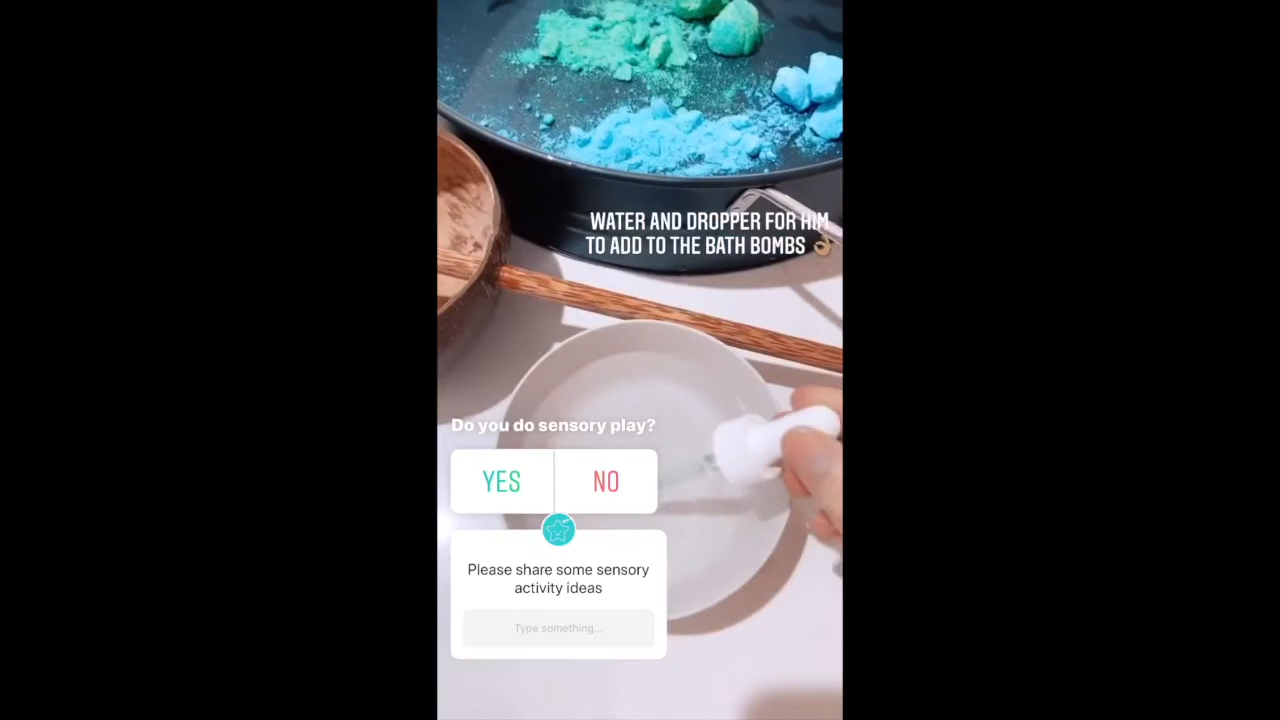 WATER AND DROPPER FOR HIM
TO ADD TO THE BATH BOMBS
Do you do sensory play?
YES
NO
Please share some sensory
activity ideas
Type something...